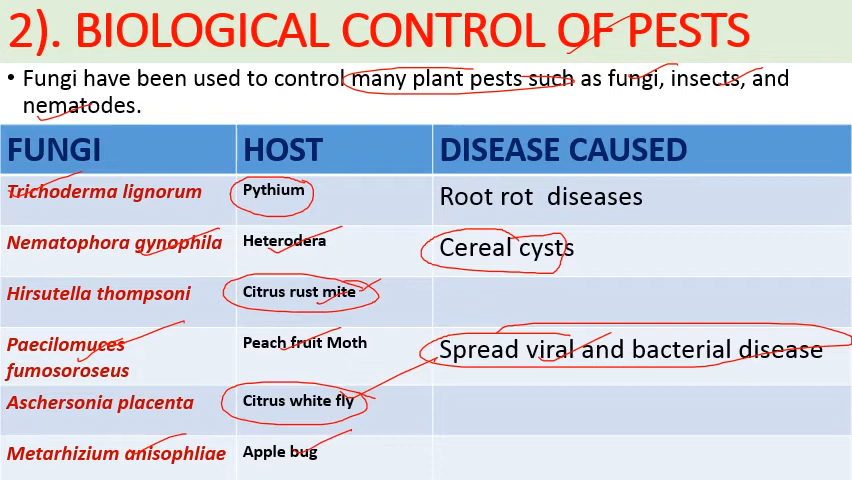 2). BIOLOGICAL CONTROL OF PESTS
• Fungi have been used to control many plant pests such as fungi, insects, and
nematodes.
FUNGI HOST DISEASE CAUSED
Trichoderma lignorum Pythium Root rot diseases
Nematophora gynophila Heterodera Cereal cysts
Hirsutella thompsoni Citrus rust mite
Paecilomuces Peach fruit Moth Spread viral and bacterial disease
fumosoroseus
Aschersonia placenta Citrus white fly
Metarhizium anisophliae Apple bug